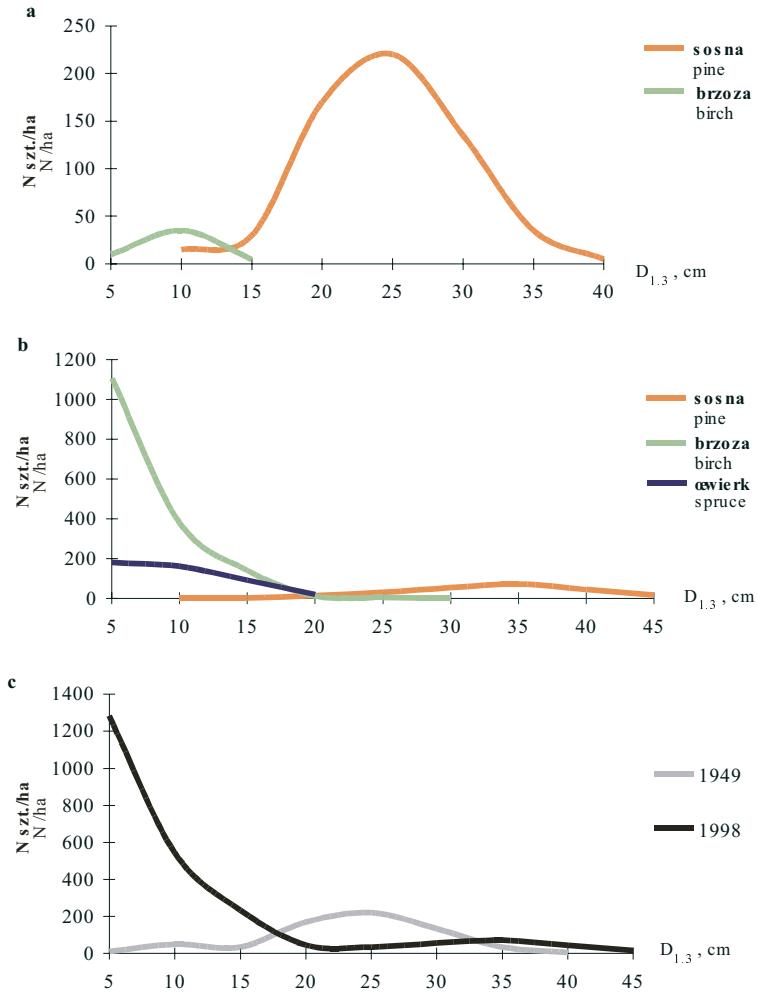 a
250
200
150
100
50
0
N szt./ha
N /ha
5 10 15 20 25 30 35 40
D1.3 , cm
sosna
pine
brzoza
birch
b
1200
1000
800
600
400
200
0
N szt./ha
N /ha
5 10 15 20 25 30 35 40 45
D1.3 , cm
sosna
pine
brzoza
birch
œwierk
spruce
c
1400
1200
1000
800
600
400
200
0
N szt./ha
N /ha
5 10 15 20 25 30 35 40 45
D1.3 , cm
1949
1998